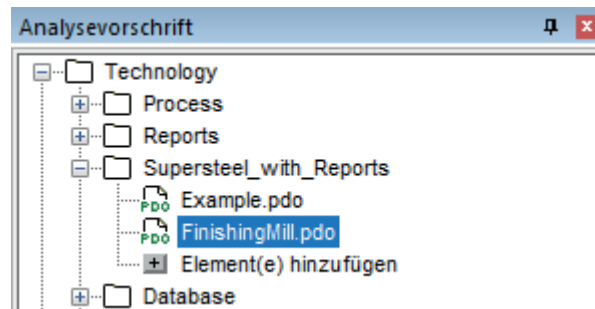 Analysevorschrift
Technology
Process
Reports
Supersteel_with_Reports
PDO Example.pdo
PDO FinishingMill.pdo
Element(e) hinzufügen
Database